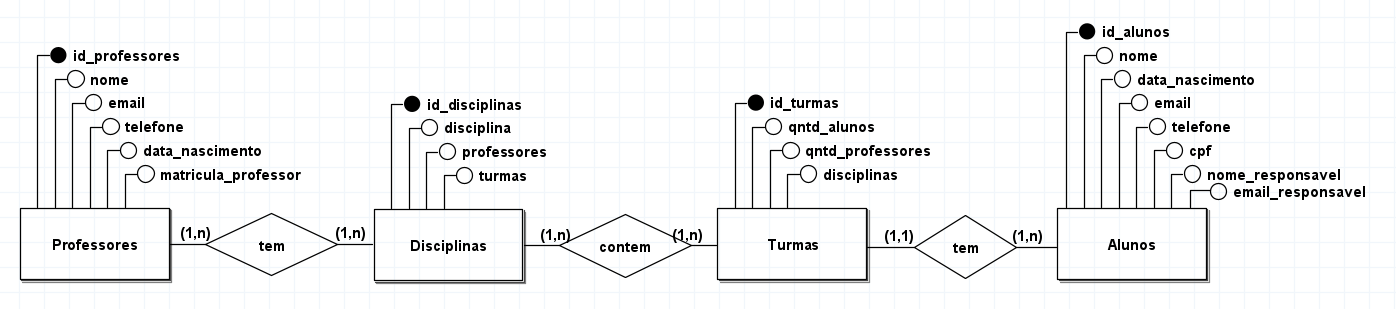 id_professores
nome
email
telefone
data_nascimento
matricula_professor
Professores
(1,n)
tem
(1,n)
id_disciplinas
disciplina
professores
turmas
Disciplinas
(1,n)
contem
(1,n)
id_turmas
qntd_alunos
qntd_professores
disciplinas
Turmas
(1,1)
tem
(1,n)
id_alunos
nome
data_nascimento
email
telefone
cpf
nome_responsavel
email_responsavel
Alunos